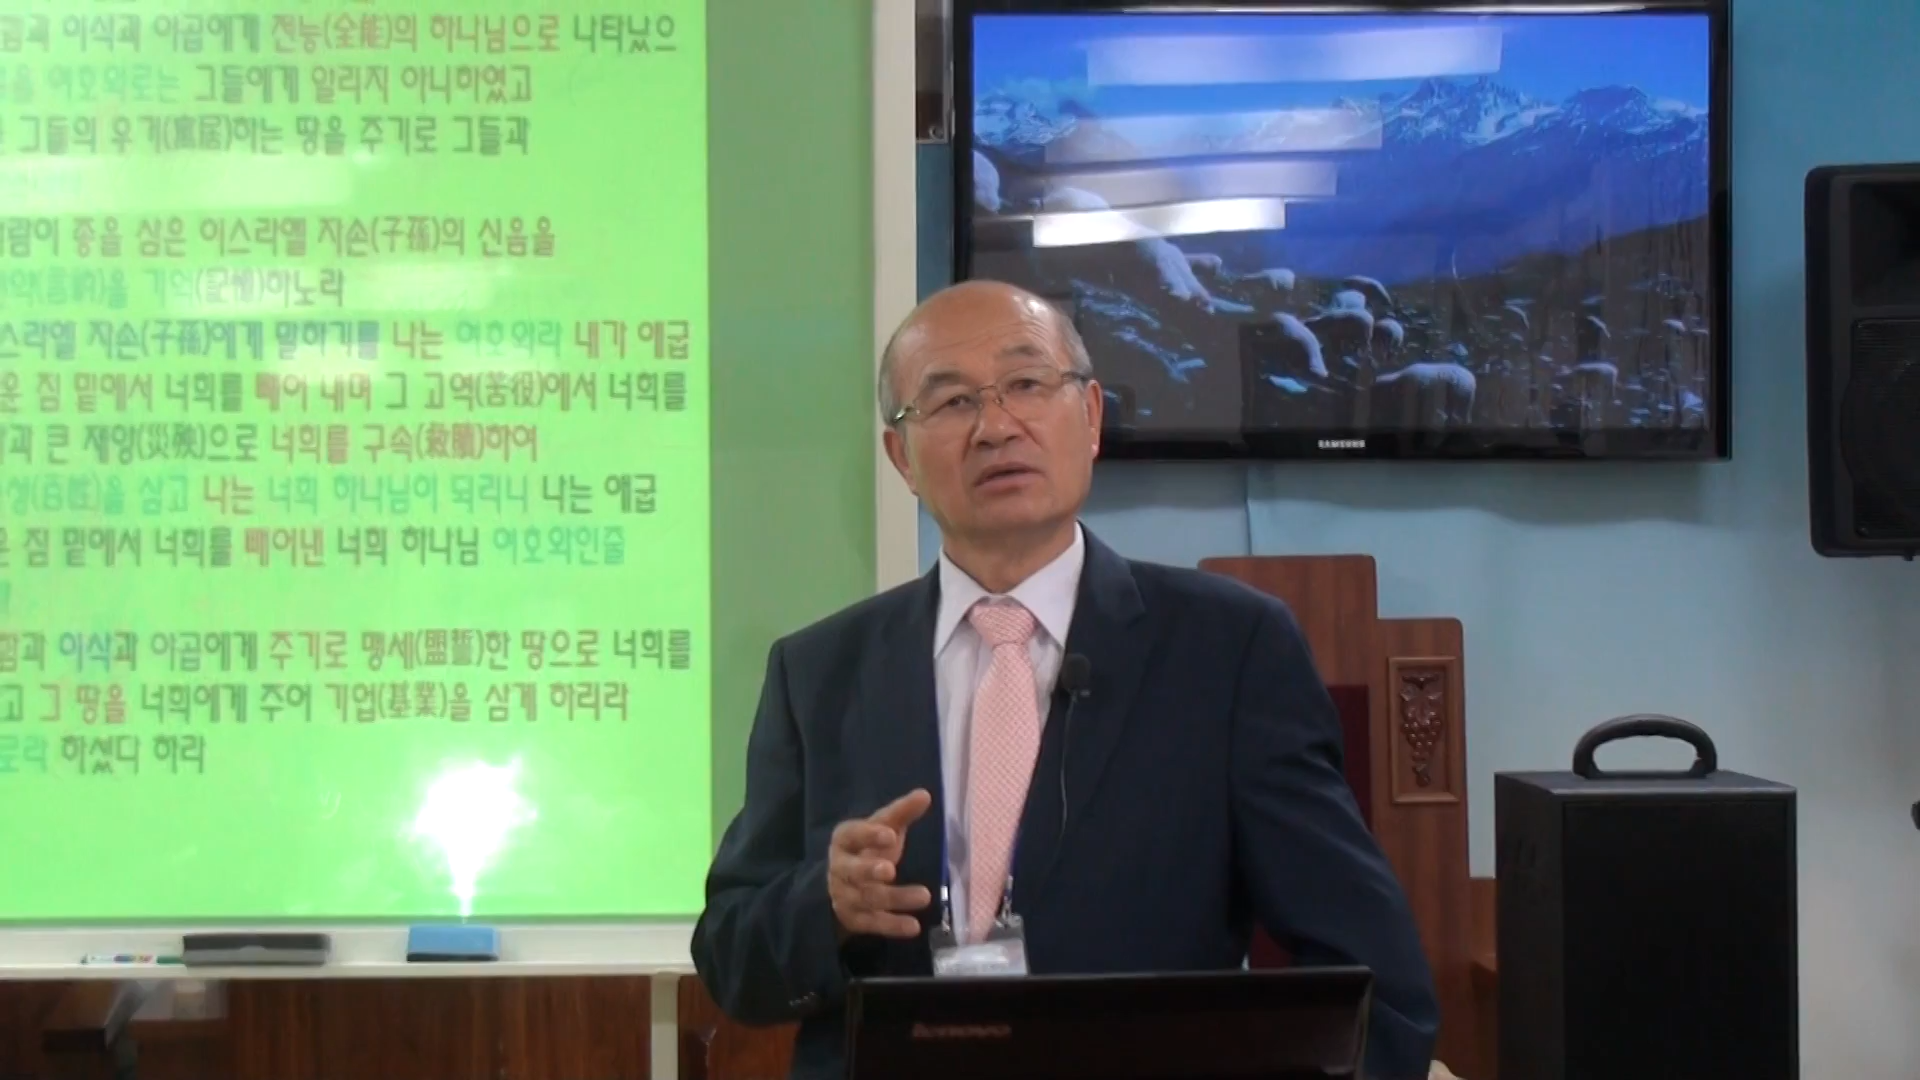 과 이삭과 야곱에게 전능(全能)의 하나님으로 나타났으
여호와로는 그들에게 알리지 아니하였고
그들의 우거(寓居)하는 땅을 주기로 그들과
람이 종을 삼은 이스라엘 자손(子孫)의 신음을
약(言約)을 기억(記憶)하노라
스라엘 자손(子孫)에게 말하기를 나는 여호와라 내가 애굽
운 짐 밑에서 너희를 빼어 내며 그 고역(苦役)에서 너희를
과 큰 재앙(災殃)으로 너희를 구속(救贖)하여
성(百姓)을 삼고 나는 너희 하나님이 되리니 나는 애굽
운 짐 밑에서 너희를 빼어낸 너희 하나님 여호와인줄
함과 이삭과 야곱에게 주기로 맹세(盟誓)한 땅으로 너희를
고 그 땅을 너희에게 주어 기업(基業)을 삼게 하리라
로라 하셨다 하라
SAMSUNG
lenovo